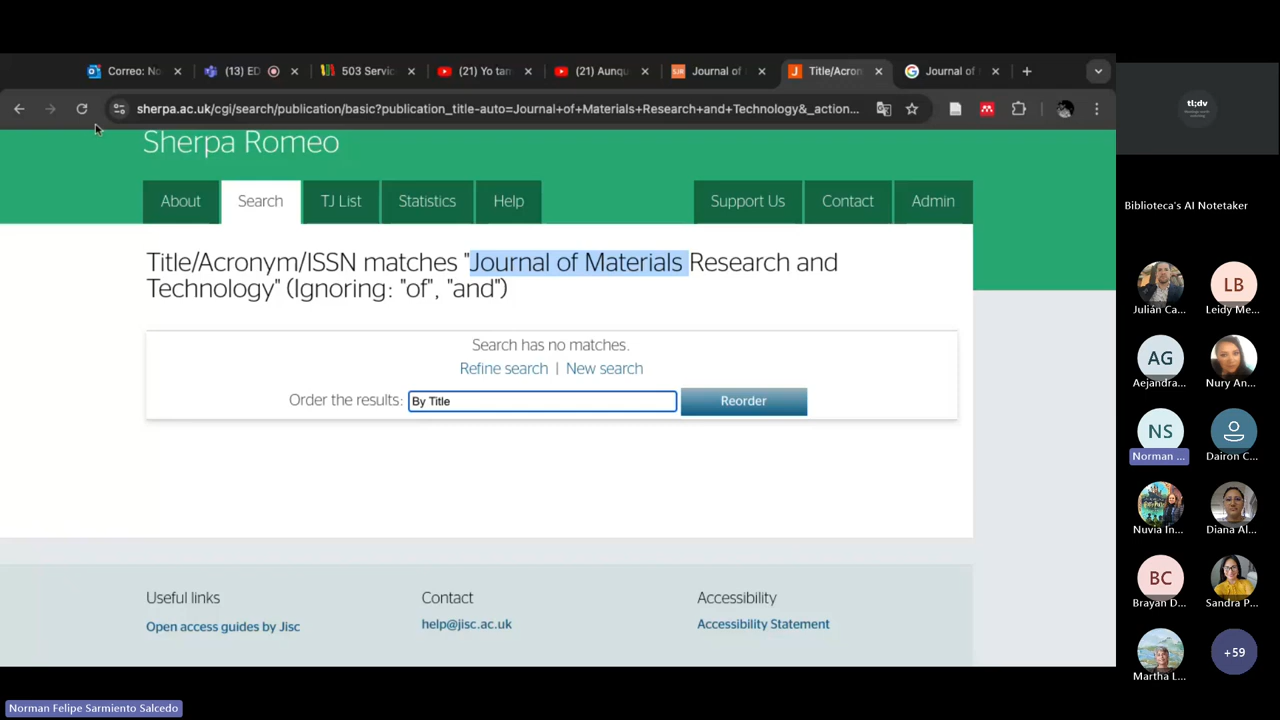 Correo: No
(13) ED
503 Servic
(21) Yo tam
(21) Aunqu
SJR
Journal of
Title/Acron
Journal of
sherpa.ac.uk/cgi/search/publication/basic?publication_title-auto=Journal+of+Materials+Research+and+Technology&_action...
Sherpa Romeo
About
Search
TJ List
Statistics
Help
Support Us
Contact
Admin
Title/Acronym/ISSN matches "Journal of Materials Research and
Technology" (Ignoring: "of", "and")
Search has no matches.
Refine search | New search
Order the results: By Title Reorder
Useful links
Contact
Accessibility
Open access guides by Jisc
help@jisc.ac.uk
Accessibility Statement
tl;dv
Biblioteca's AI Notetaker
Julián Ca...
LB
Leidy Me...
AG
Aejandra...
Nury An...
NS
Norman ...
Dairon C...
Nuvia In...
Diana Al...
BC
Brayan D...
Sandra P...
Martha L...
+59
Norman Felipe Sarmiento Salcedo